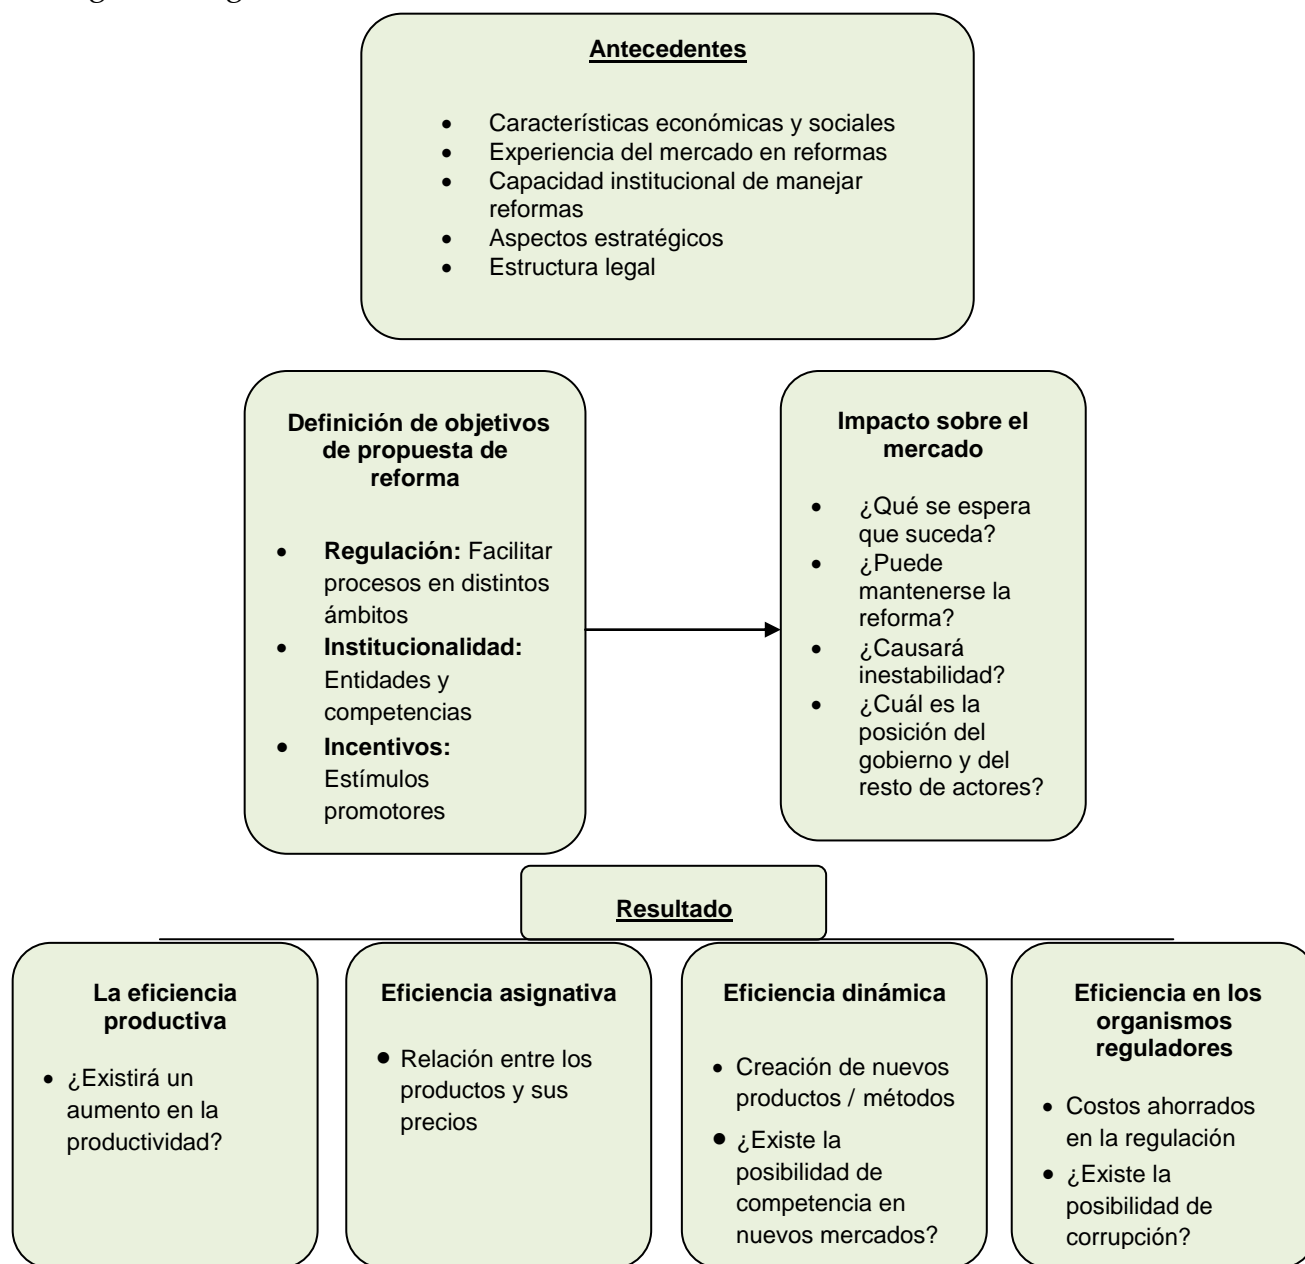 Antecedentes
• Características económicas y sociales
• Experiencia del mercado en reformas
• Capacidad institucional de manejar
reformas
• Aspectos estratégicos
• Estructura legal
Definición de objetivos
de propuesta de
reforma
• Regulación: Facilitar
procesos en distintos
ámbitos
• Institucionalidad:
Entidades y
competencias
• Incentivos:
Estímulos
promotores
Impacto sobre el
mercado
• ¿Qué se espera
que suceda?
• ¿Puede
mantenerse la
reforma?
• ¿Causará
inestabilidad?
• ¿Cuál es la
posición del
gobierno y del
resto de actores?
Resultado
La eficiencia
productiva
• ¿Existirá un
aumento en la
productividad?
Eficiencia asignativa
• Relación entre los
productos y sus
precios
Eficiencia dinámica
• Creación de nuevos
productos / métodos
• ¿Existe la
posibilidad de
competencia en
nuevos mercados?
Eficiencia en los
organismos
reguladores
• Costos ahorrados
en la regulación
• ¿Existe la
posibilidad de
corrupción?